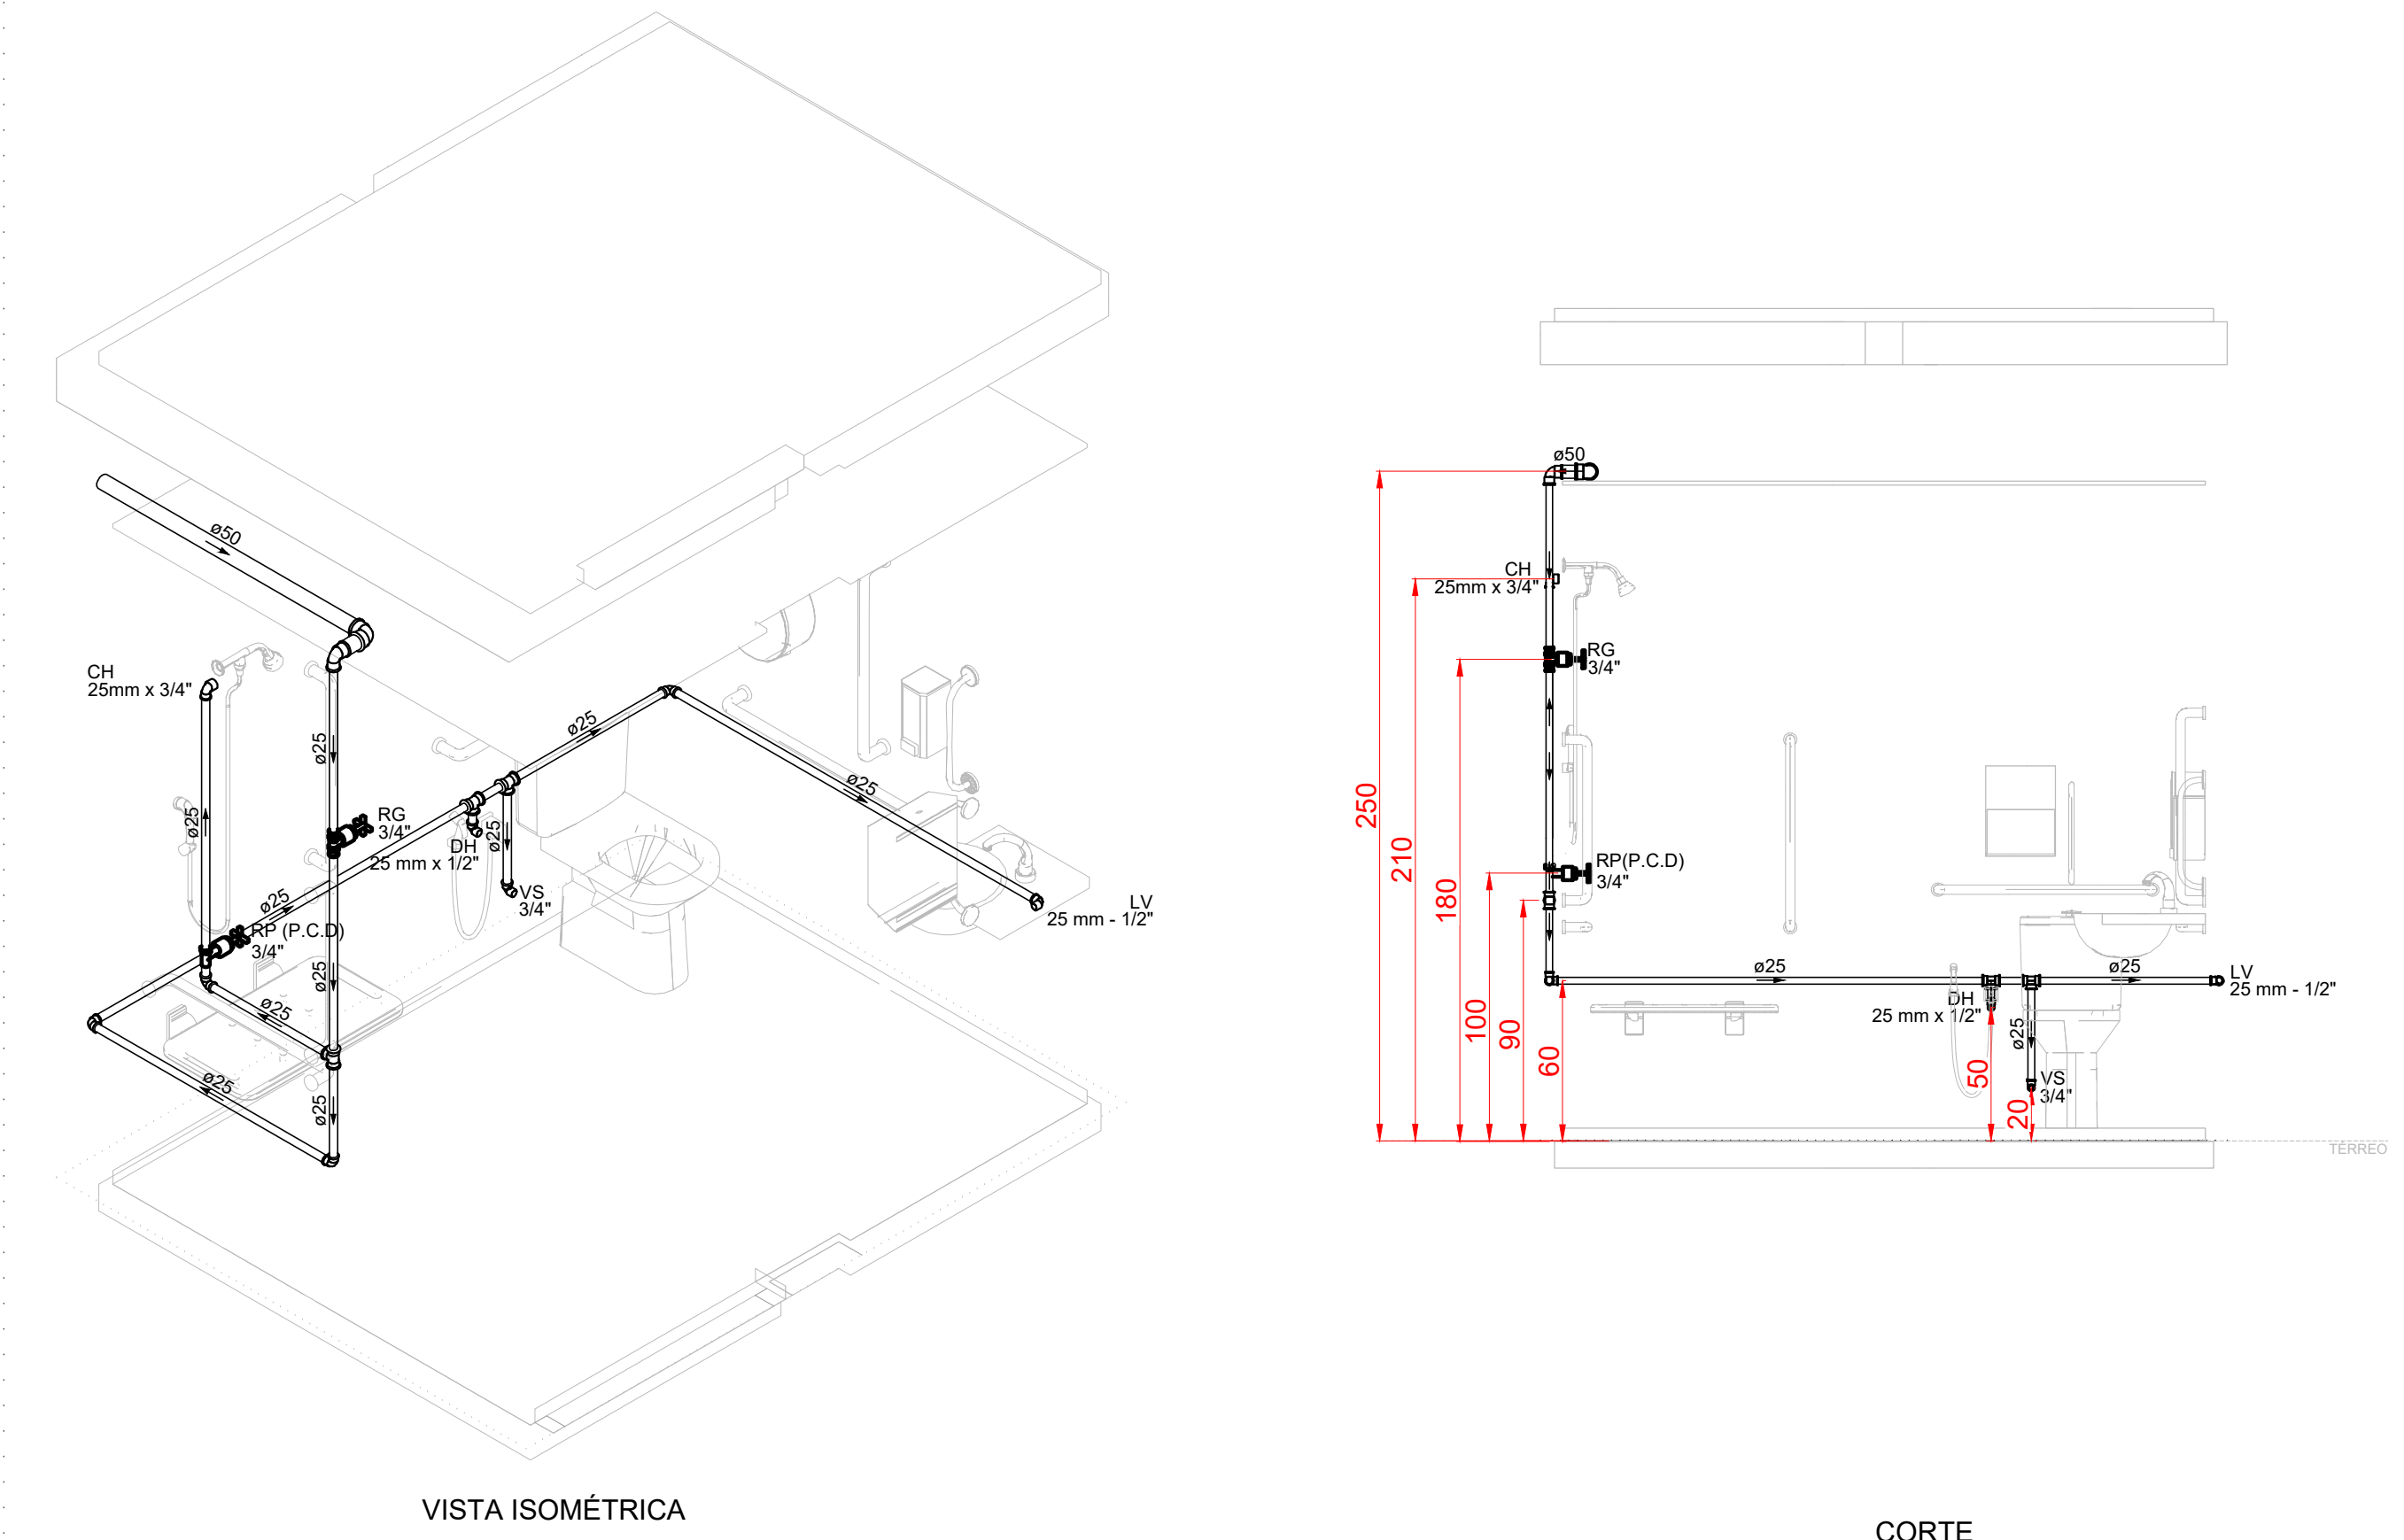 ø50
CH
25mm x 3/4"
ø25
ø25
RG
3/4"
DH
25 mm x 1/2"
ø25
VS
3/4"
ø25
ø25
LV
25 mm - 1/2"
ø25
RP (P.C.D)
3/4"
ø25
ø25
ø25
ø25
VISTA ISOMÉTRICA
ø50
CH
25mm x 3/4"
RG
3/4"
RP(P.C.D)
3/4"
250
210
180
100
90
60
ø25
ø25
LV
25 mm - 1/2"
DH
25 mm x 1/2"
ø25
50
VS
3/4"
20
TÉRREO
CORTE